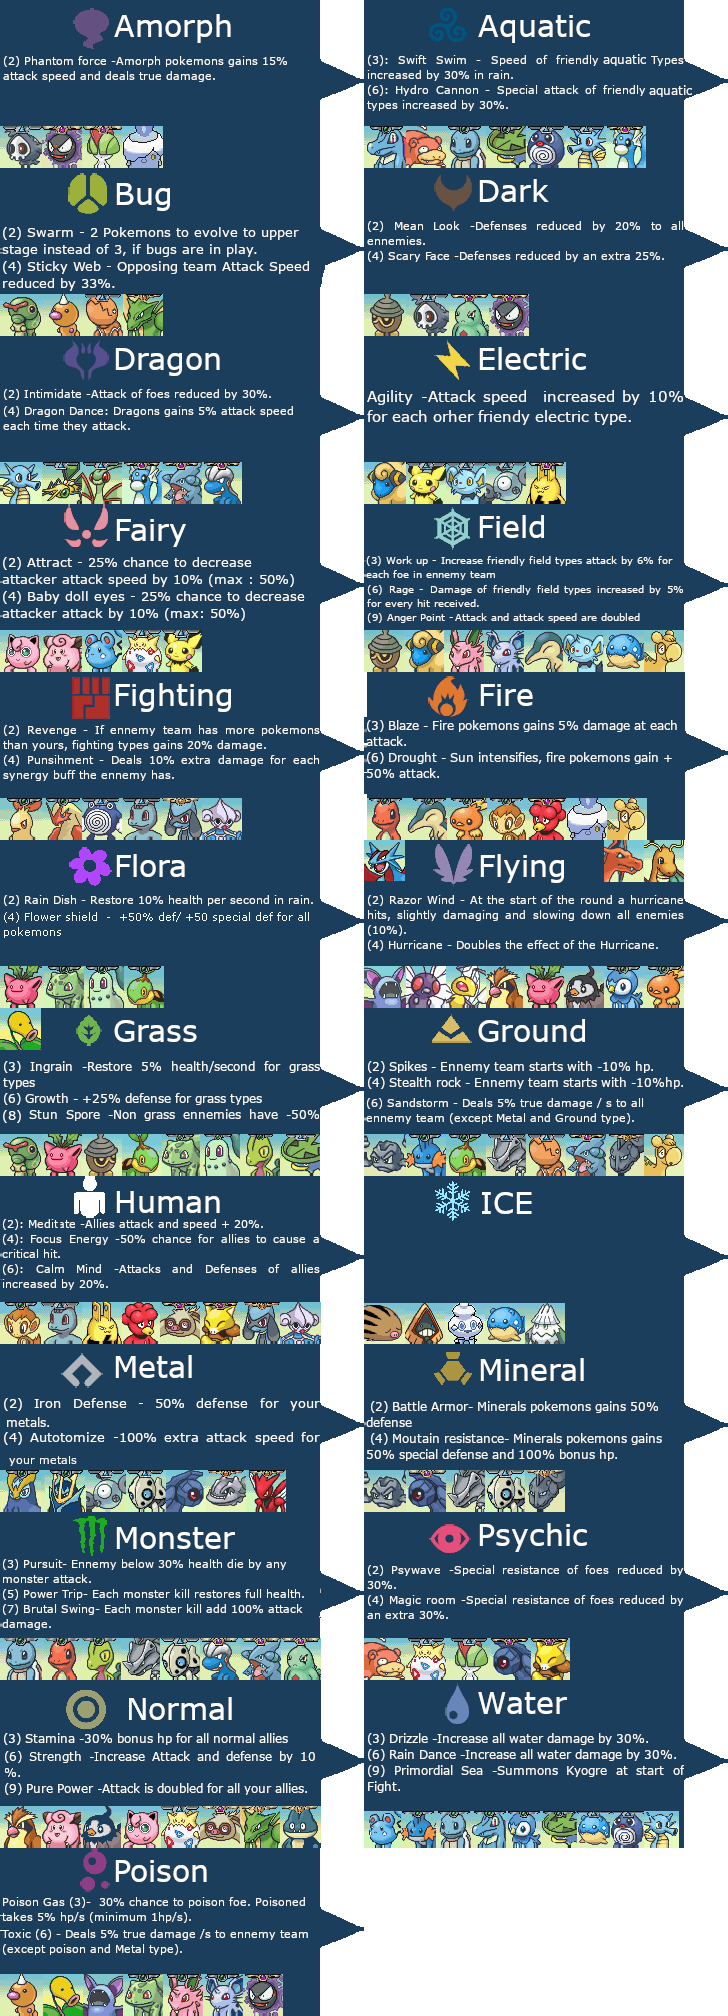 Amorph
(2) Phantom force -Amorph pokemons gains 15%
attack speed and deals true damage.
Aquatic
(3): Swift Swim - Speed of friendly aquatic Types
increased by 30% in rain.
(6): Hydro Cannon - Special attack of friendly aquatic
types increased by 30%.
Bug
(2) Swarm - 2 Pokemons to evolve to upper
stage instead of 3, if bugs are in play.
(4) Sticky Web - Opposing team Attack Speed
reduced by 33%.
Dark
(2) Mean Look -Defenses reduced by 20% to all
ennemies.
(4) Scary Face -Defenses reduced by an extra 25%.
Dragon
(2) Intimidate -Attack of foes reduced by 30%.
(4) Dragon Dance: Dragons gains 5% attack speed
each time they attack.
Electric
Agility -Attack speed increased by 10%
for each orher friendy electric type.
Fairy
(2) Attract - 25% chance to decrease
attacker attack speed by 10% (max : 50%)
(4) Baby doll eyes - 25% chance to decrease
attacker attack by 10% (max: 50%)
Field
(3) Work up - Increase friendly field types attack by 6% for
each foe in ennemy team
(6) Rage - Damage of friendly field types increased by 5%
for every hit received.
(9) Anger Point -Attack and attack speed are doubled
Fighting
(2) Revenge - If ennemy team has more pokemons
than yours, fighting types gains 20% damage.
(4) Punsihment - Deals 10% extra damage for each
synergy buff the ennemy has.
Fire
(3) Blaze - Fire pokemons gains 5% damage at each
attack.
(6) Drought - Sun intensifies, fire pokemons gain +
50% attack.
Flora
(2) Rain Dish - Restore 10% health per second in rain.
(4) Flower shield - +50% def/ +50 special def for all
pokemons
Flying
(2) Razor Wind - At the start of the round a hurricane
hits, slightly damaging and slowing down all enemies
(10%).
(4) Hurricane - Doubles the effect of the Hurricane.
Grass
(3) Ingrain -Restore 5% health/second for grass
types
(6) Growth - +25% defense for grass types
(8) Stun Spore -Non grass ennemies have -50%
Ground
(2) Spikes - Ennemy team starts with -10% hp.
(4) Stealth rock - Ennemy team starts with -10%hp.
(6) Sandstorm - Deals 5% true damage / s to all
ennemy team (except Metal and Ground type).
Human
(2): Meditate -Allies attack and speed + 20%.
(4): Focus Energy -50% chance for allies to cause a
critical hit.
(6): Calm Mind -Attacks and Defenses of allies
increased by 20%.
ICE
Metal
(2) Iron Defense - 50% defense for your
metals.
(4) Autotomize -100% extra attack speed for
your metals
Mineral
(2) Battle Armor- Minerals pokemons gains 50%
defense
(4) Moutain resistance- Minerals pokemons gains
50% special defense and 100% bonus hp.
Monster
(3) Pursuit- Ennemy below 30% health die by any
monster attack.
(5) Power Trip- Each monster kill restores full health.
(7) Brutal Swing- Each monster kill add 100% attack
damage.
Psychic
(2) Psywave -Special resistance of foes reduced by
30%.
(4) Magic room -Special resistance of foes reduced by
an extra 30%.
Normal
(3) Stamina -30% bonus hp for all normal allies
(6) Strength -Increase Attack and defense by 10
%.
(9) Pure Power -Attack is doubled for all your allies.
Water
(3) Drizzle -Increase all water damage by 30%.
(6) Rain Dance -Increase all water damage by 30%.
(9) Primordial Sea -Summons Kyogre at start of
Fight.
Poison
Poison Gas (3)- 30% chance to poison foe. Poisoned
takes 5% hp/s (minimum 1hp/s).
Toxic (6) - Deals 5% true damage /s to ennemy team
(except poison and Metal type).